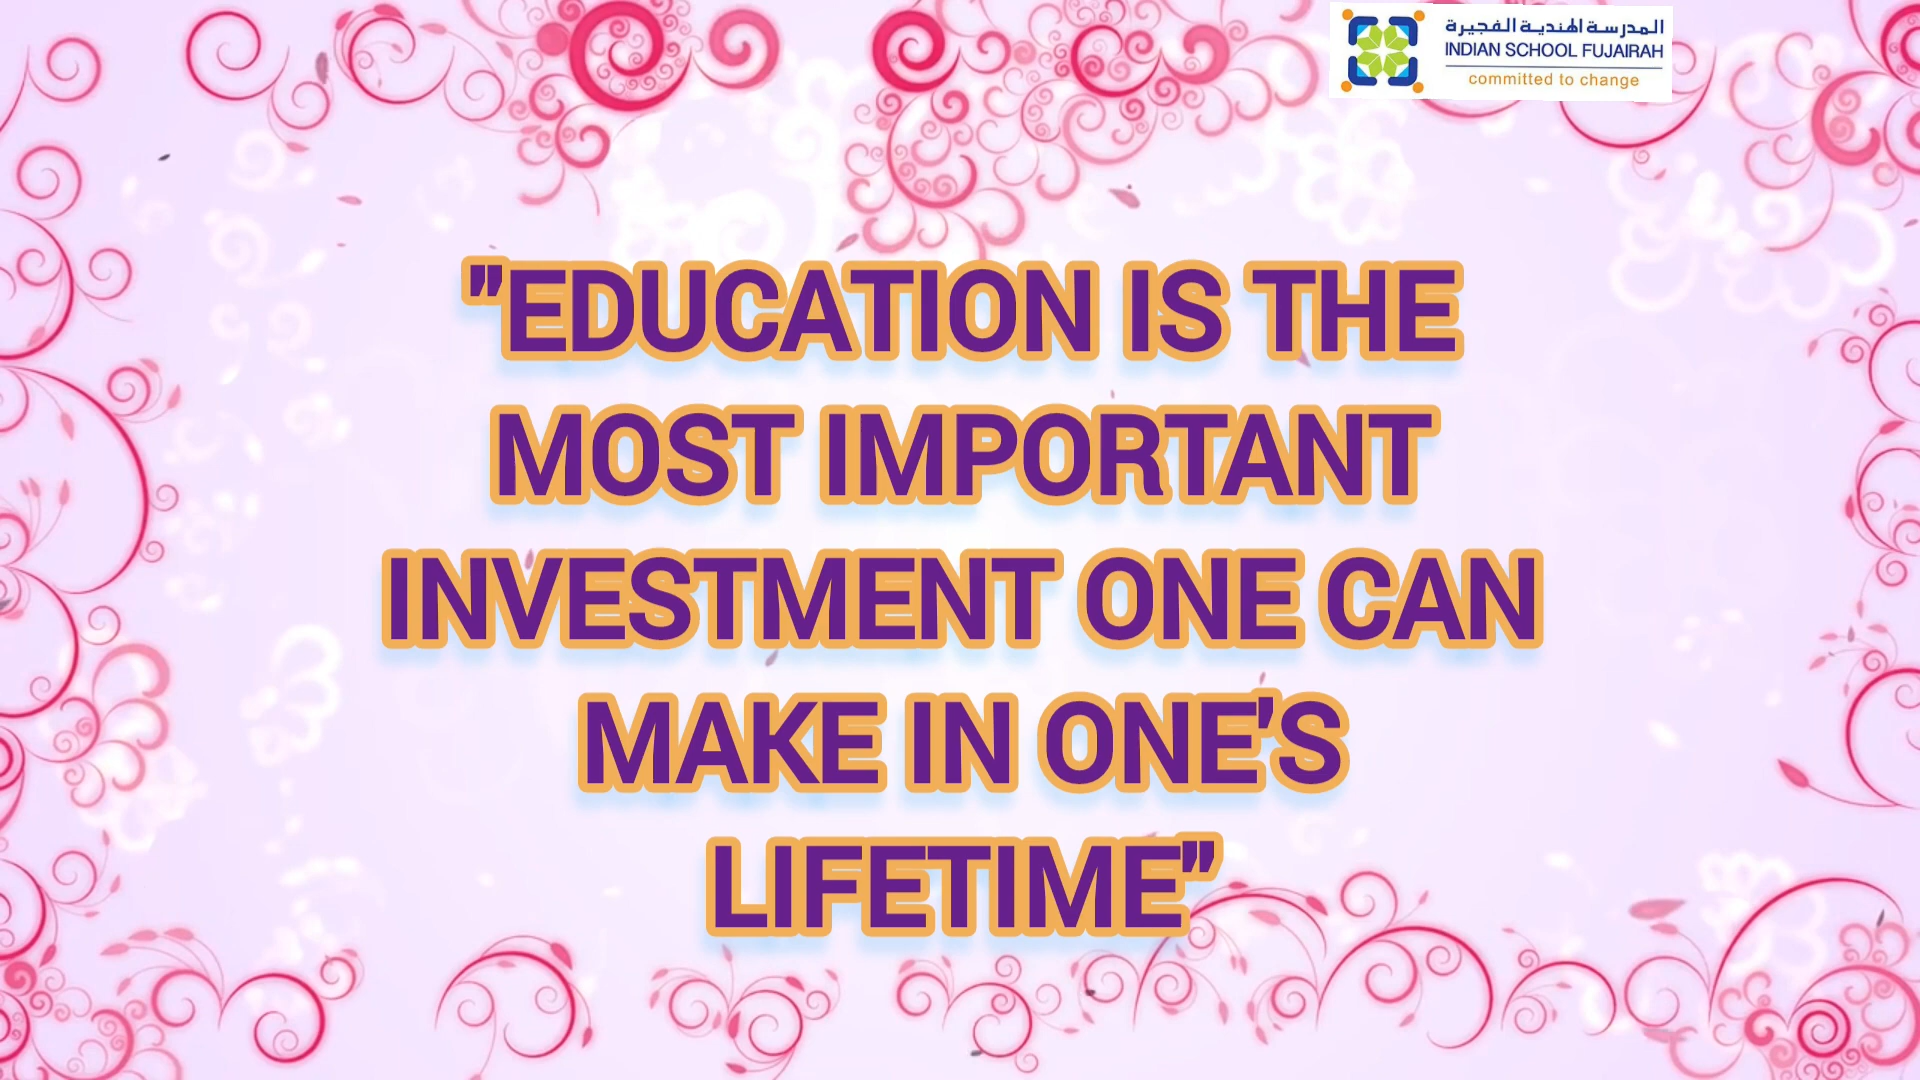 المدرسة الهندية الفجيرة
INDIAN SCHOOL FUJAIRAH
committed to change
"EDUCATION IS THE
MOST IMPORTANT
INVESTMENT ONE CAN
MAKE IN ONE'S
LIFETIME"